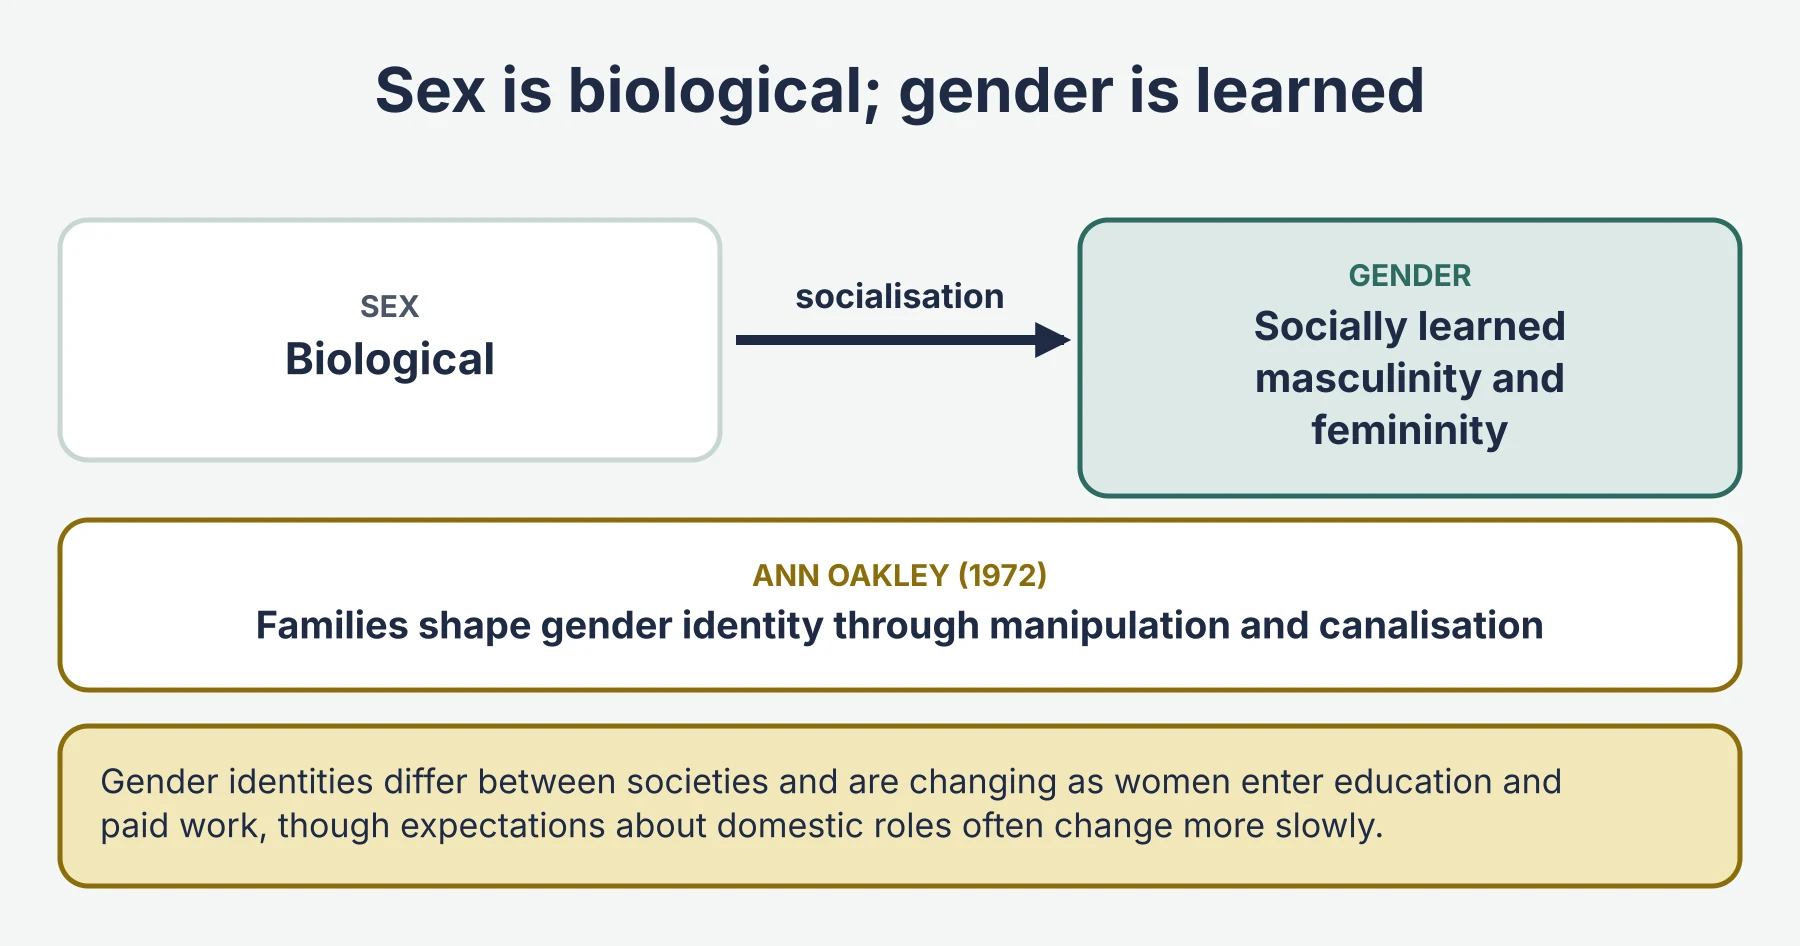 Sex is biological; gender is learned
SEX
Biological
socialisation
GENDER
Socially learned
masculinity and
femininity
ANN OAKLEY (1972)
Families shape gender identity through manipulation and canalisation
Gender identities differ between societies and are changing as women enter education and
paid work, though expectations about domestic roles often change more slowly.